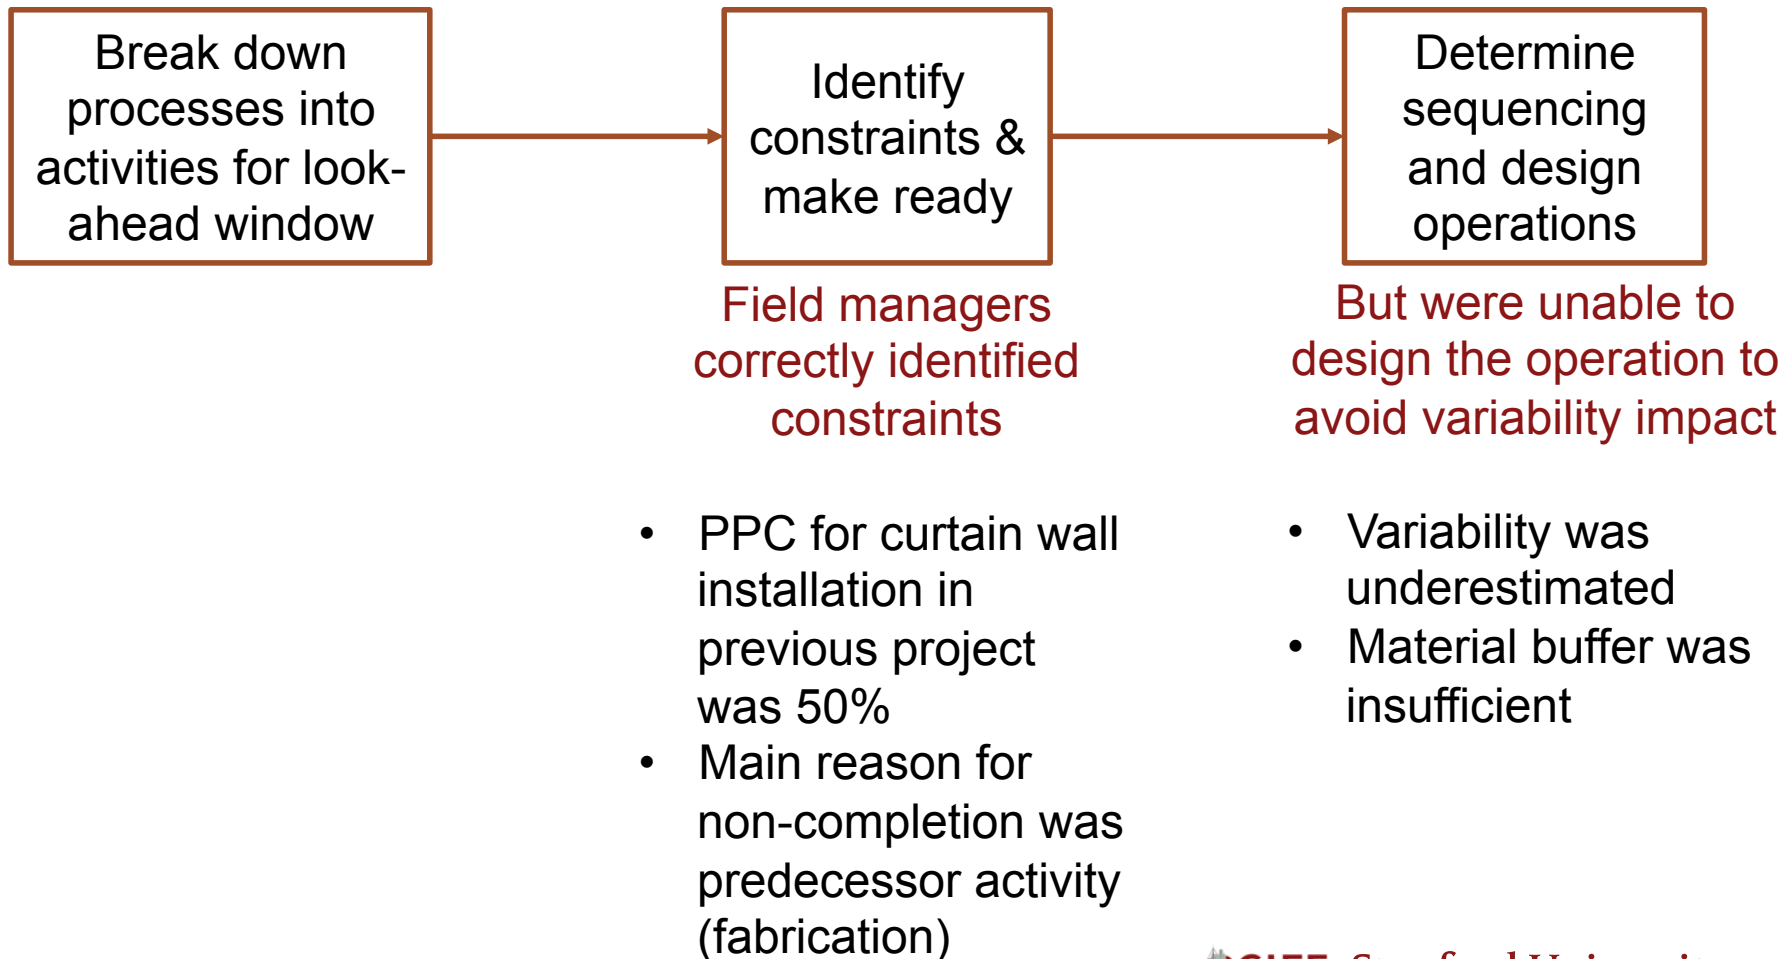 Break down
processes into
activities for look-
ahead window
Identify
constraints &
make ready
Determine
sequencing
and design
operations
Field managers
correctly identified
constraints
But were unable to
design the operation to
avoid variability impact
• PPC for curtain wall
installation in
previous project
was 50%
• Main reason for
non-completion was
predecessor activity
(fabrication)
• Variability was
underestimated
• Material buffer was
insufficient